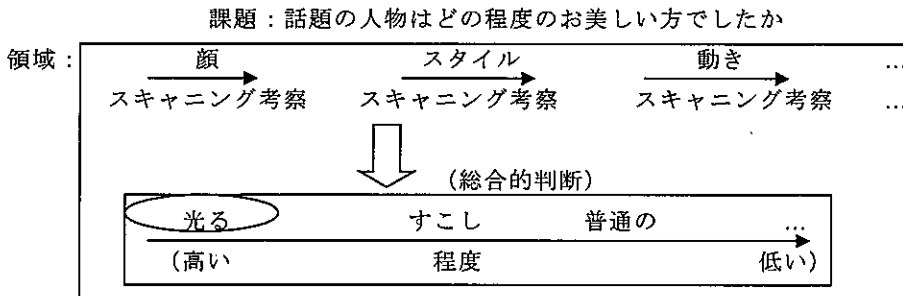 課題：話題の人物はどの程度のお美しい方でしたか
領域： 顔 スタイル 動き …
スキャニング考察 スキャニング考察 スキャニング考察 …
(総合的判断)
光る すこし 普通の …
(高い 程度 低い)